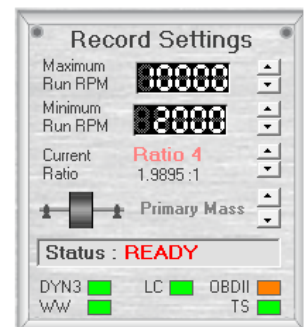 Record Settings
Maximum
Run RPM 10000
Minimum
Run RPM 2000
Current
Ratio
Ratio 4
1.9895 :1
Primary Mass
Status : READY
DYN3 LC OBDII
WW TS